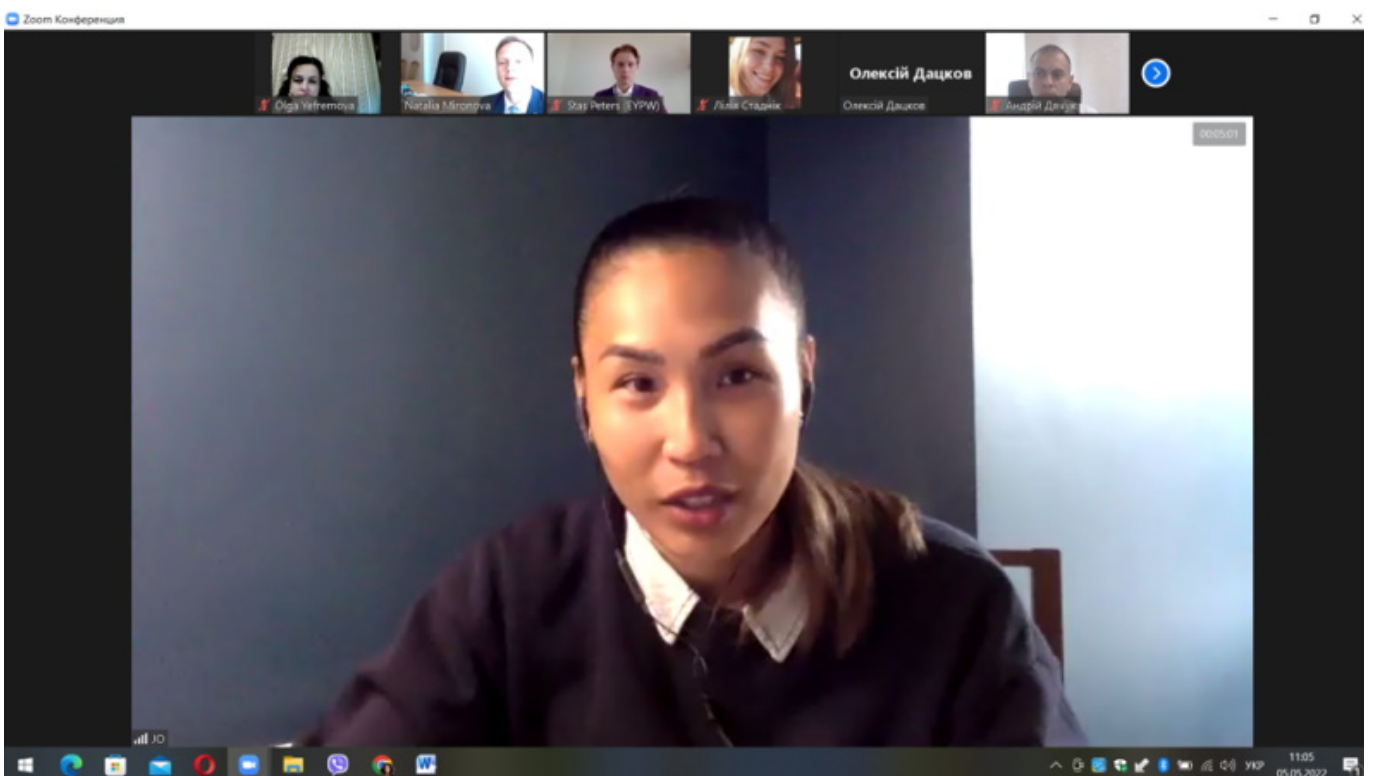 Zoom Конференция
Olga Yefremova
Natalia Mironova
Stas Peters (EYPW)
Лілія Стаднік
Олексій Дацков
Олексій Дацков
Андрій Дячук
00:05:01
JO
W
УКР
11:05
05.05.2022
1